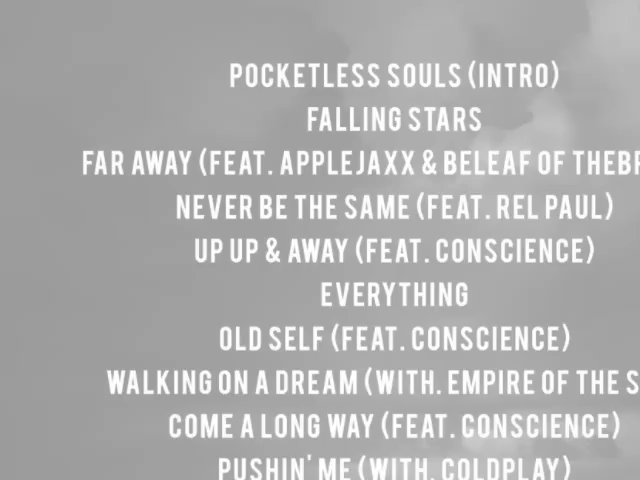 POCKETLESS SOULS (INTRO)
FALLING STARS
FAR AWAY (FEAT. APPLEJAXX & BELEAF OF
NEVER BE THE SAME (FEAT. REL PAUL)
UP UP & AWAY (FEAT. CONSCIENCE)
EVERYTHING
OLD SELF (FEAT. CONSCIENCE)
WALKING ON A DREAM (WITH. EMPIRE OF THE
COME A LONG WAY (FEAT. CONSCIENCE)
PUSHIN' ME (WITH. COLDPLAY)